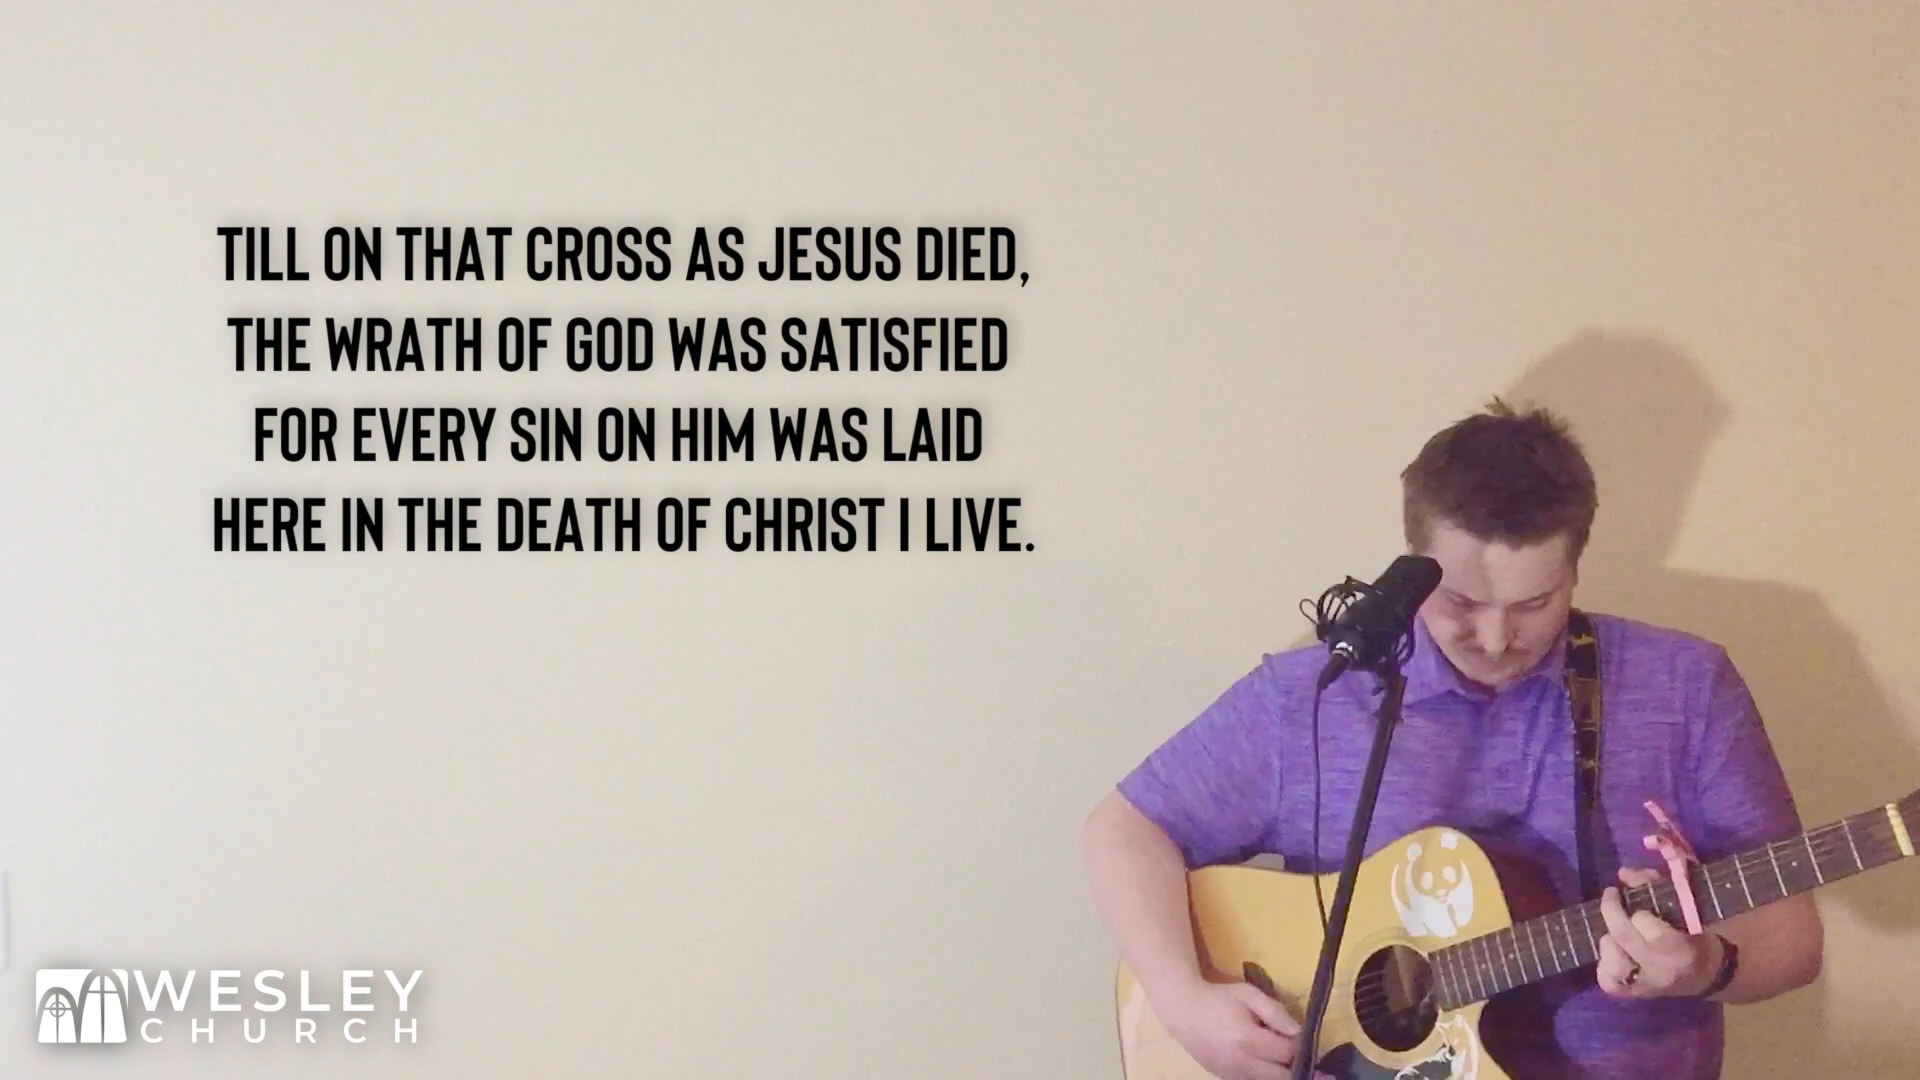 TILL ON THAT CROSS AS JESUS DIED,
THE WRATH OF GOD WAS SATISFIED
FOR EVERY SIN ON HIM WAS LAID
HERE IN THE DEATH OF CHRIST I LIVE.
WESLEY
CHURCH